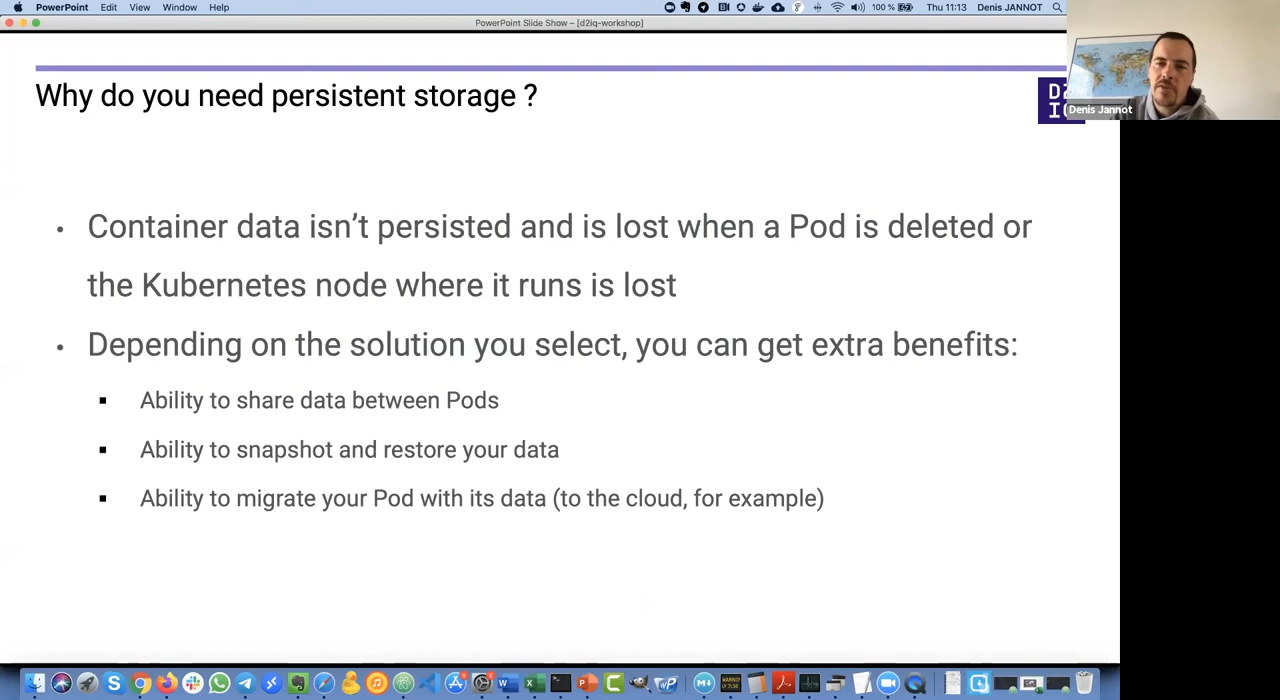 PowerPoint Edit View Window Help 100 % Thu 11:13 Denis JANNOT
PowerPoint Slide Show – [d2iq-workshop]
Why do you need persistent storage ?
Denis Jannot
• Container data isn’t persisted and is lost when a Pod is deleted or
the Kubernetes node where it runs is lost
• Depending on the solution you select, you can get extra benefits:
▪ Ability to share data between Pods
▪ Ability to snapshot and restore your data
▪ Ability to migrate your Pod with its data (to the cloud, for example)